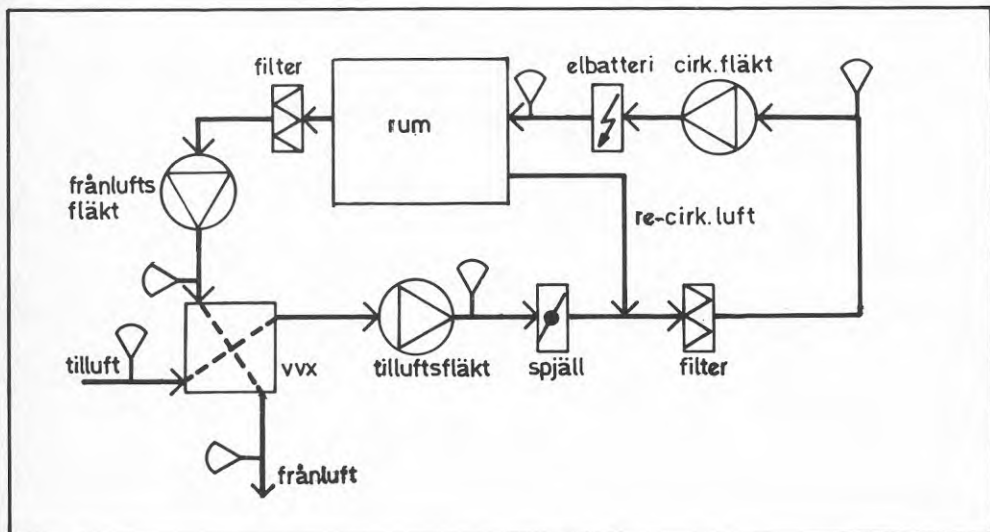 filter
elbatteri cirk.fläkt
rum
frånlufts
fläkt
re-cirk.luft
tilluft
vvx
tilluftsfläkt
spjäll
filter
frånluft